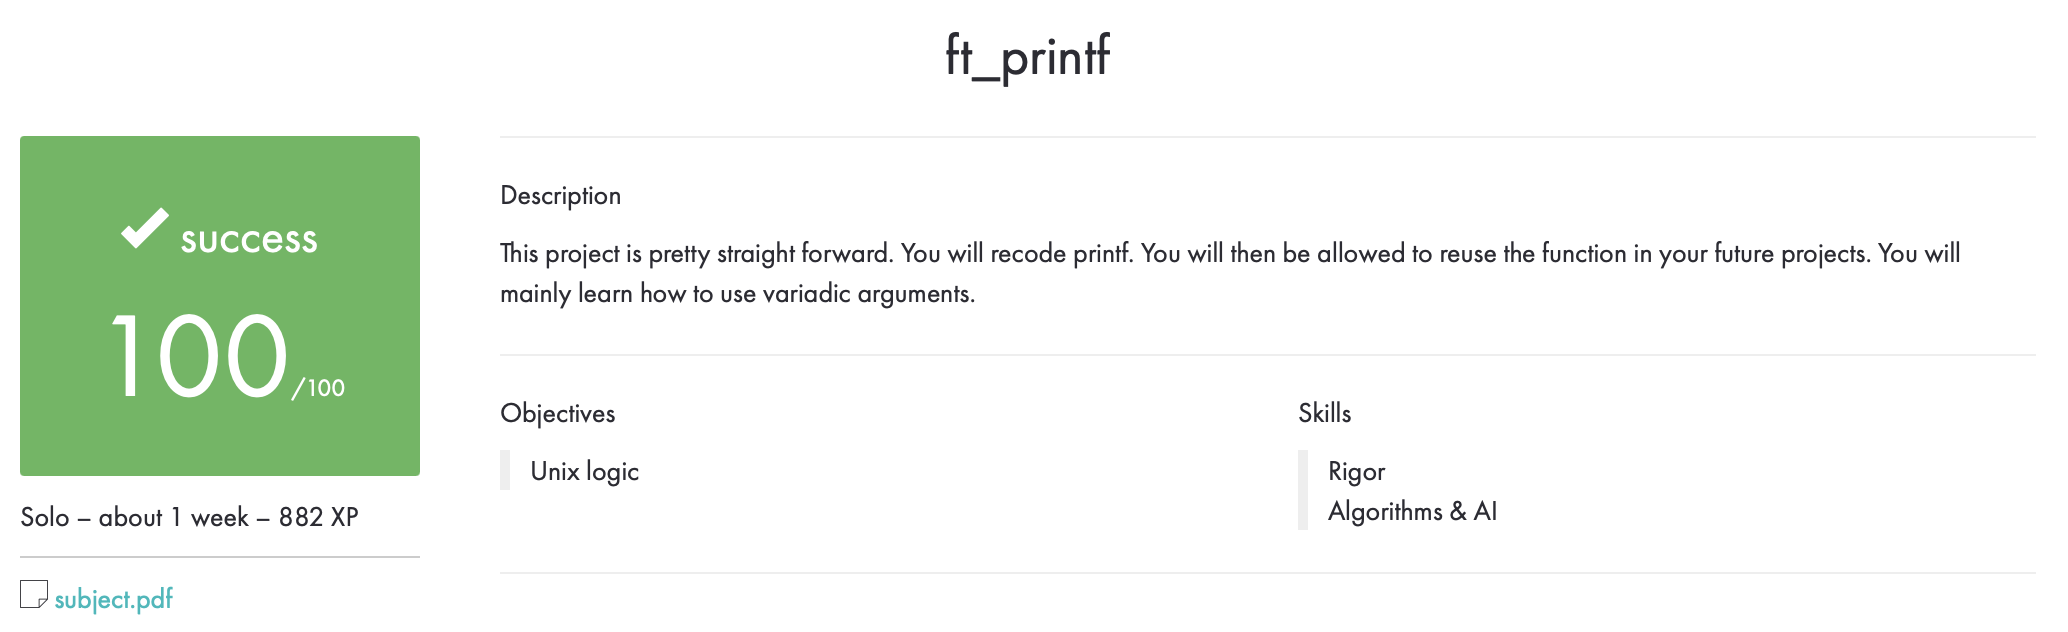 ft_printf
success
100/100
Solo – about 1 week – 882 XP
subject.pdf
Description
This project is pretty straight forward. You will recode printf. You will then be allowed to reuse the function in your future projects. You will
mainly learn how to use variadic arguments.
Objectives
Unix logic
Skills
Rigor
Algorithms & AI